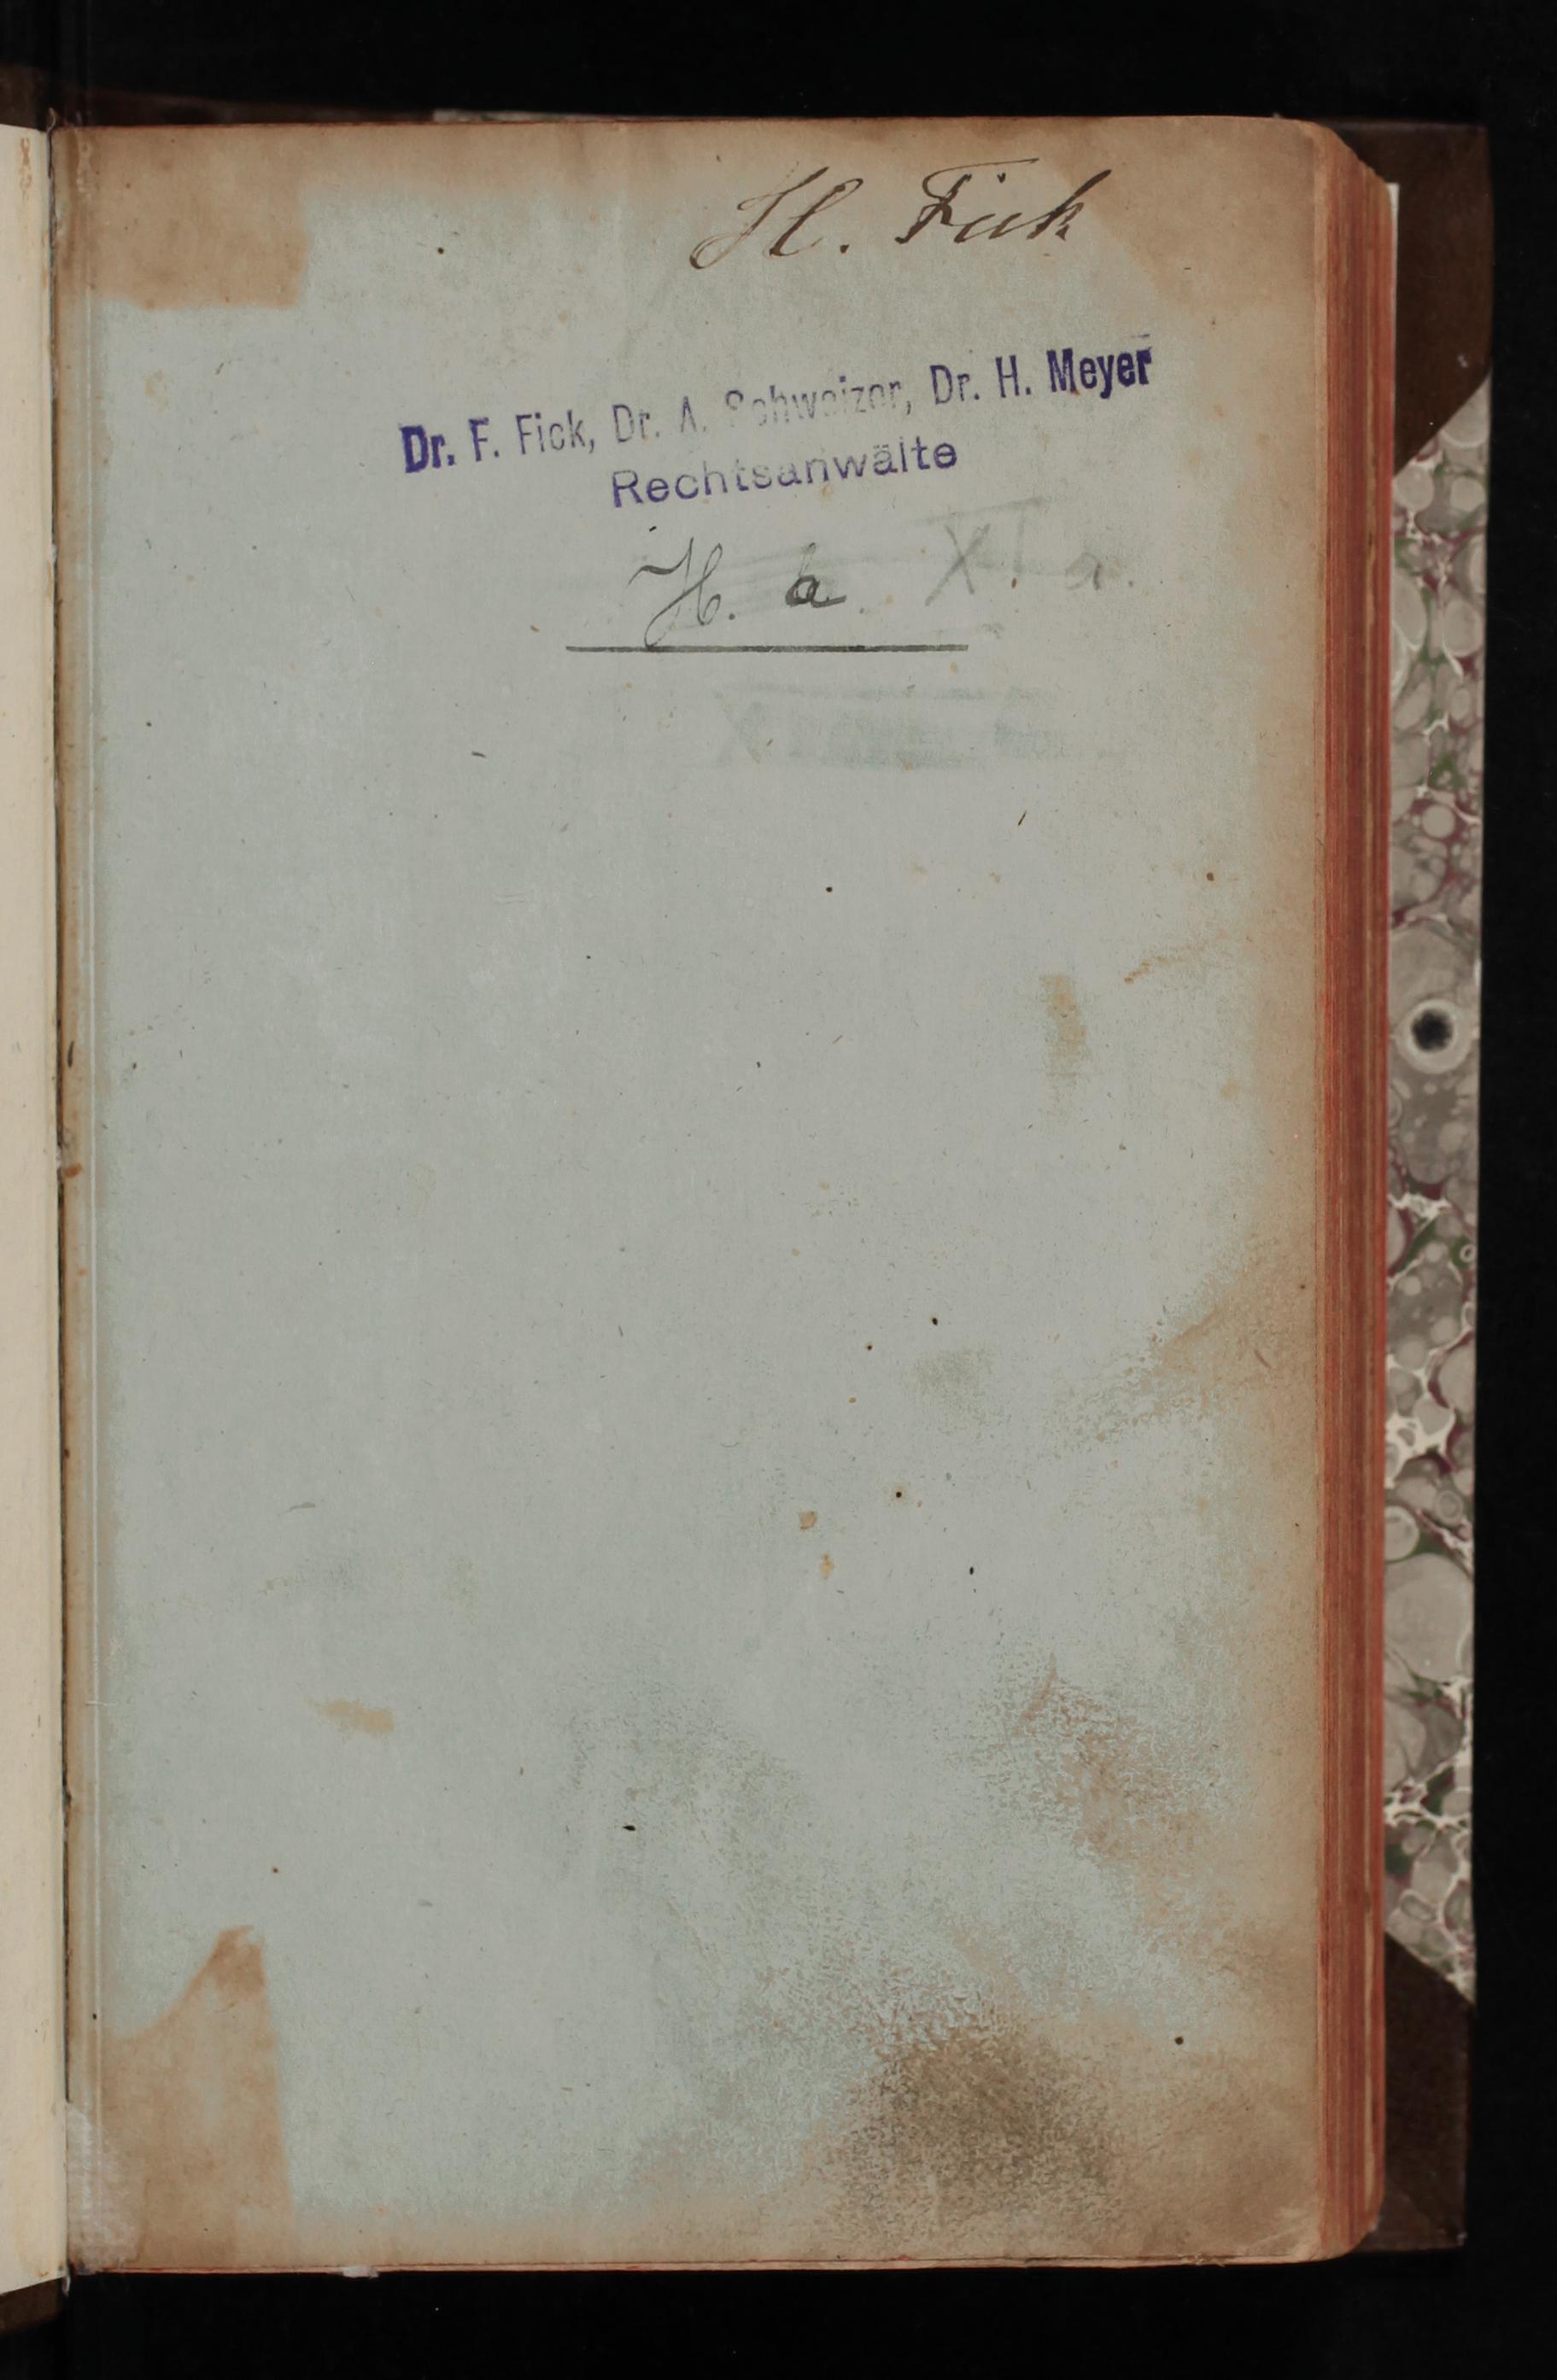 H. Fick
Dr. F. Fick, Dr. A. Schweizer, Dr. H. Meyer
Rechtsanwälte
H. a. XI. a.